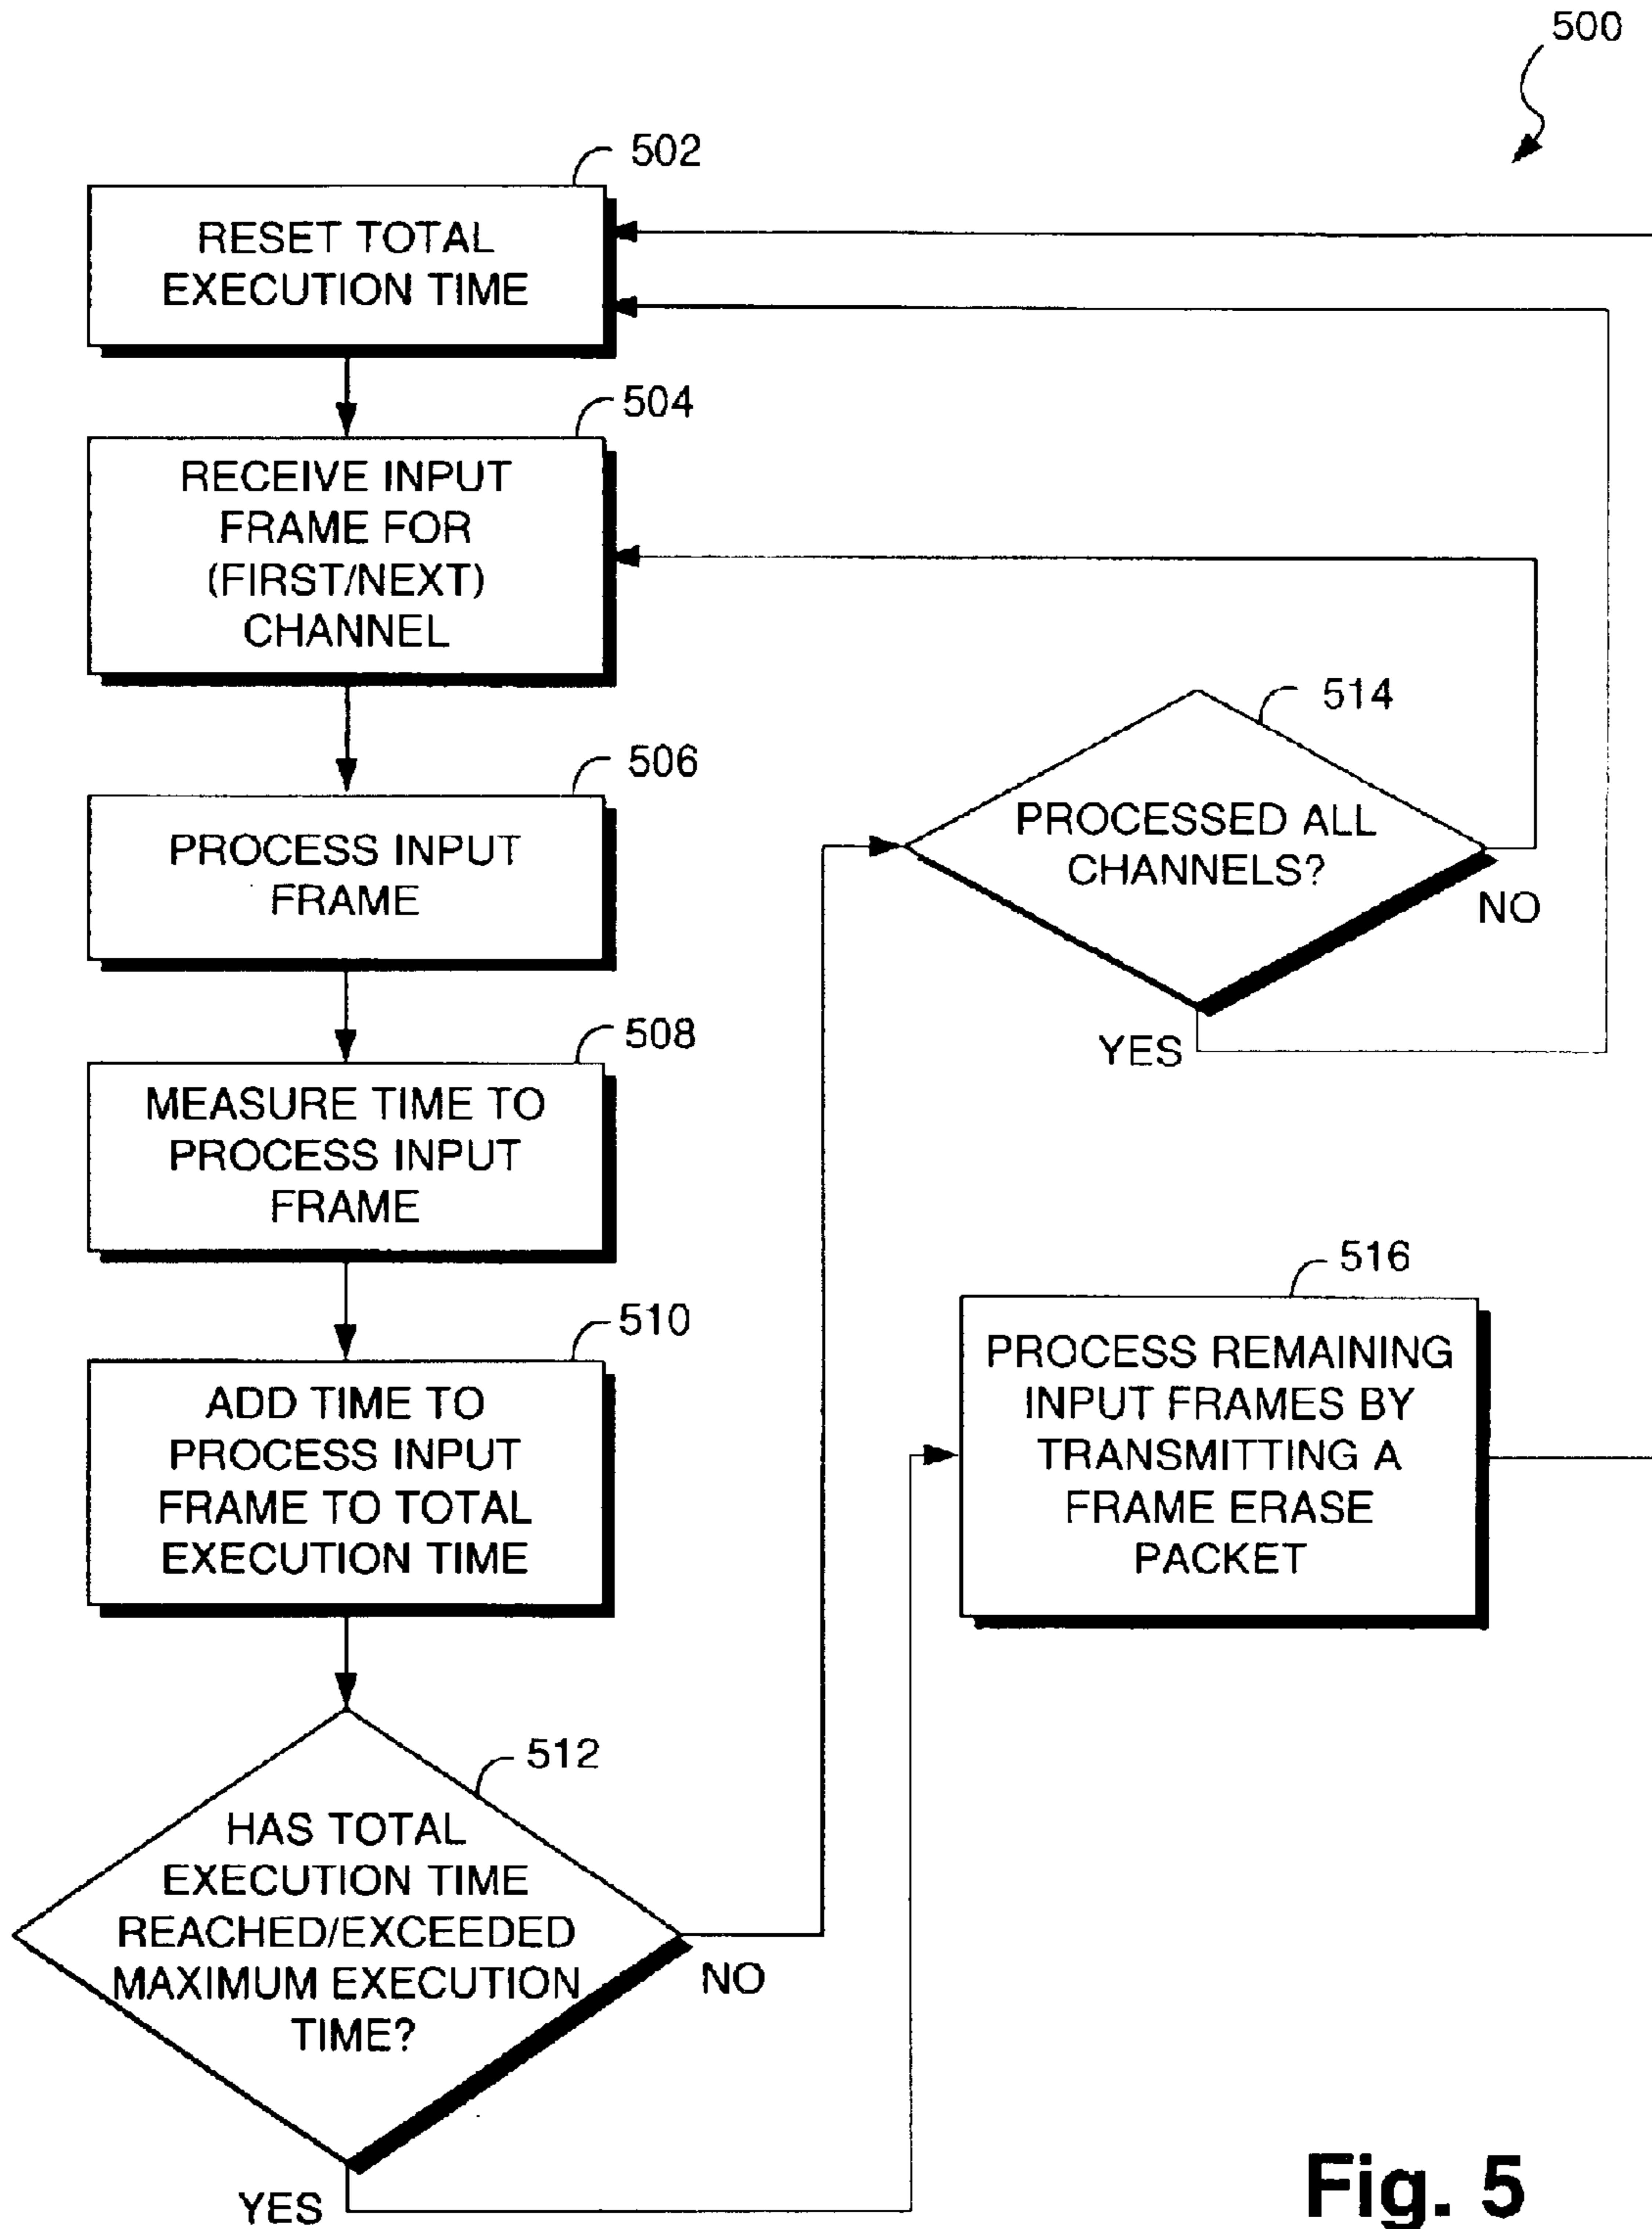 500
502
RESET TOTAL
EXECUTION TIME
504
RECEIVE INPUT
FRAME FOR
(FIRST/NEXT)
CHANNEL
506
PROCESS INPUT
FRAME
508
MEASURE TIME TO
PROCESS INPUT
FRAME
510
ADD TIME TO
PROCESS INPUT
FRAME TO TOTAL
EXECUTION TIME
512
HAS TOTAL
EXECUTION TIME
REACHED/EXCEEDED
MAXIMUM EXECUTION
TIME?
NO
YES
514
PROCESSED ALL
CHANNELS?
NO
YES
516
PROCESS REMAINING
INPUT FRAMES BY
TRANSMITTING A
FRAME ERASE
PACKET
Fig. 5